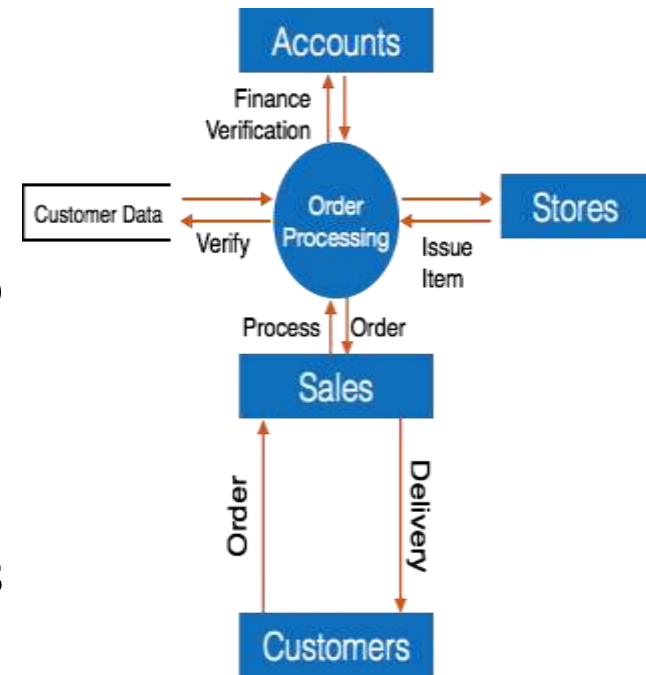 Accounts
Finance
Verification
Customer Data
Order
Processing
Stores
Verify
Issue
Item
Process
Order
Sales
Order
Delivery
Customers